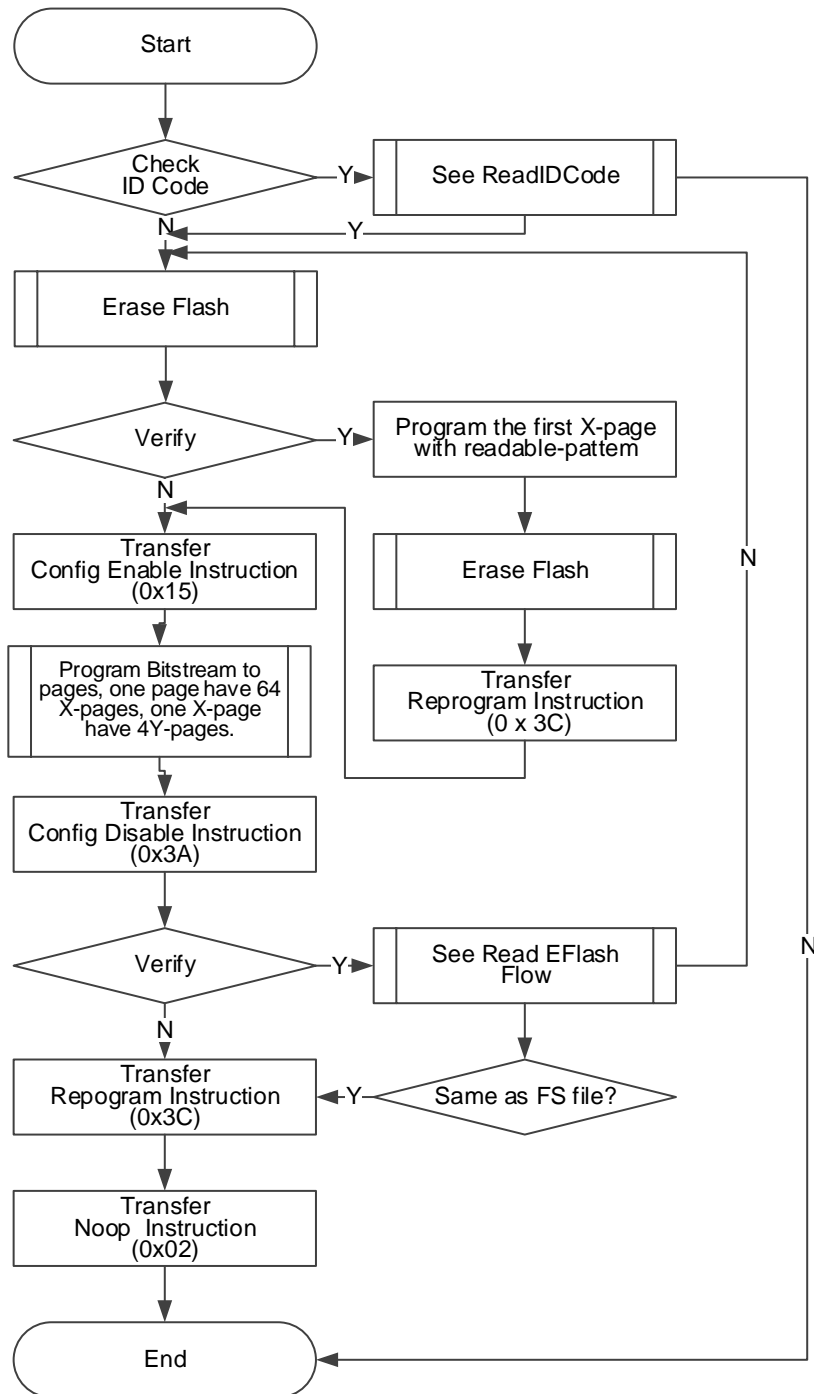 Start
Check
ID Code
Y
See ReadIDCode
N
Y
Erase Flash
Verify
Y
Program the first X-page
with readable-pattem
N
Transfer
Config Enable Instruction
(0x15)
Erase Flash
N
N
Program Bitstream to
pages, one page have 64
X-pages, one X-page
have 4Y-pages.
Transfer
Reprogram Instruction
(0 x 3C)
Transfer
Config Disable Instruction
(0x3A)
Verify
Y
See Read EFlash
Flow
N
Transfer
Repogram Instruction
(0x3C)
Y
Same as FS file?
Transfer
Noop Instruction
(0x02)
End